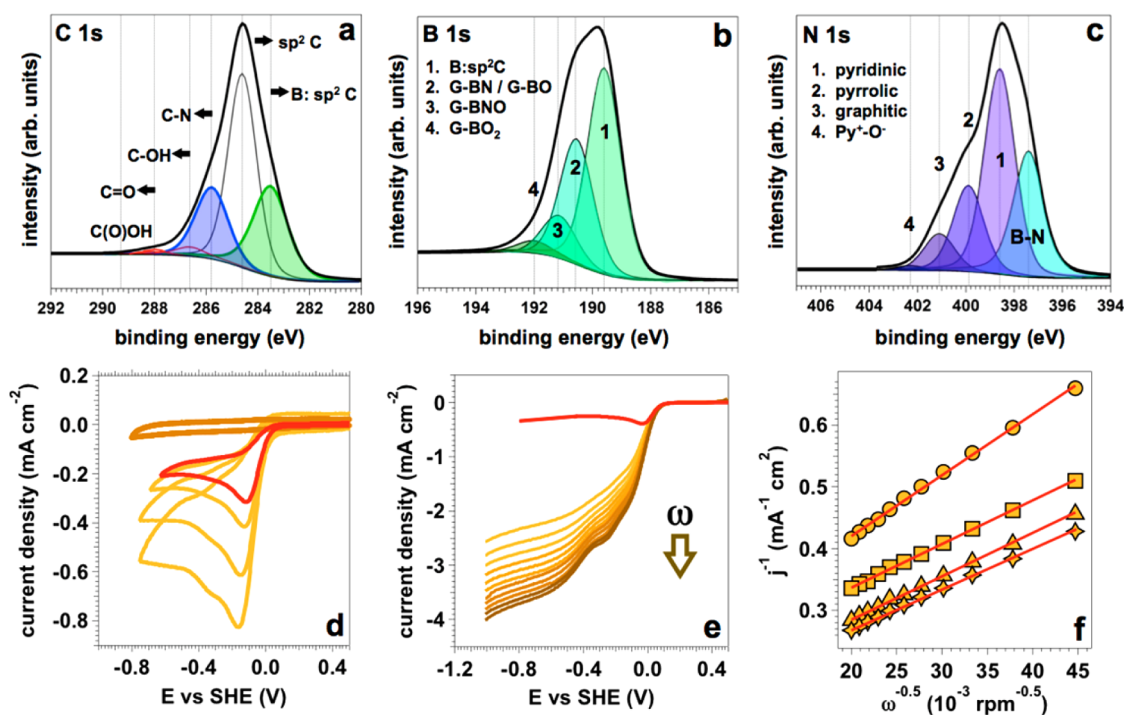 C 1s
a
sp² C
B: sp² C
C-N
C-OH
C=O
C(O)OH
intensity (arb. units)
292 290 288 286 284 282 280
binding energy (eV)
B 1s
b
1. B:sp²C
2. G-BN / G-BO
3. G-BNO
4. G-BO₂
4
2
3
1
intensity (arb. units)
196 194 192 190 188 186
binding energy (eV)
N 1s
c
1. pyridinic
2. pyrrolic
3. graphitic
4. Py⁺-O⁻
2
3
1
4
B-N
intensity (arb. units)
406 404 402 400 398 396 394
binding energy (eV)
0.2
0.0
-0.2
-0.4
-0.6
-0.8
current density (mA cm⁻²)
d
-0.8 -0.4 0.0 0.4
E vs SHE (V)
0
-1
-2
-3
-4
current density (mA cm⁻²)
ω
e
-1.2 -0.8 -0.4 0.0 0.4
E vs SHE (V)
0.6
0.5
0.4
0.3
j⁻¹ (mA⁻¹ cm²)
f
20 25 30 35 40 45
ω⁻⁰·⁵ (10⁻³ rpm⁻⁰·⁵)